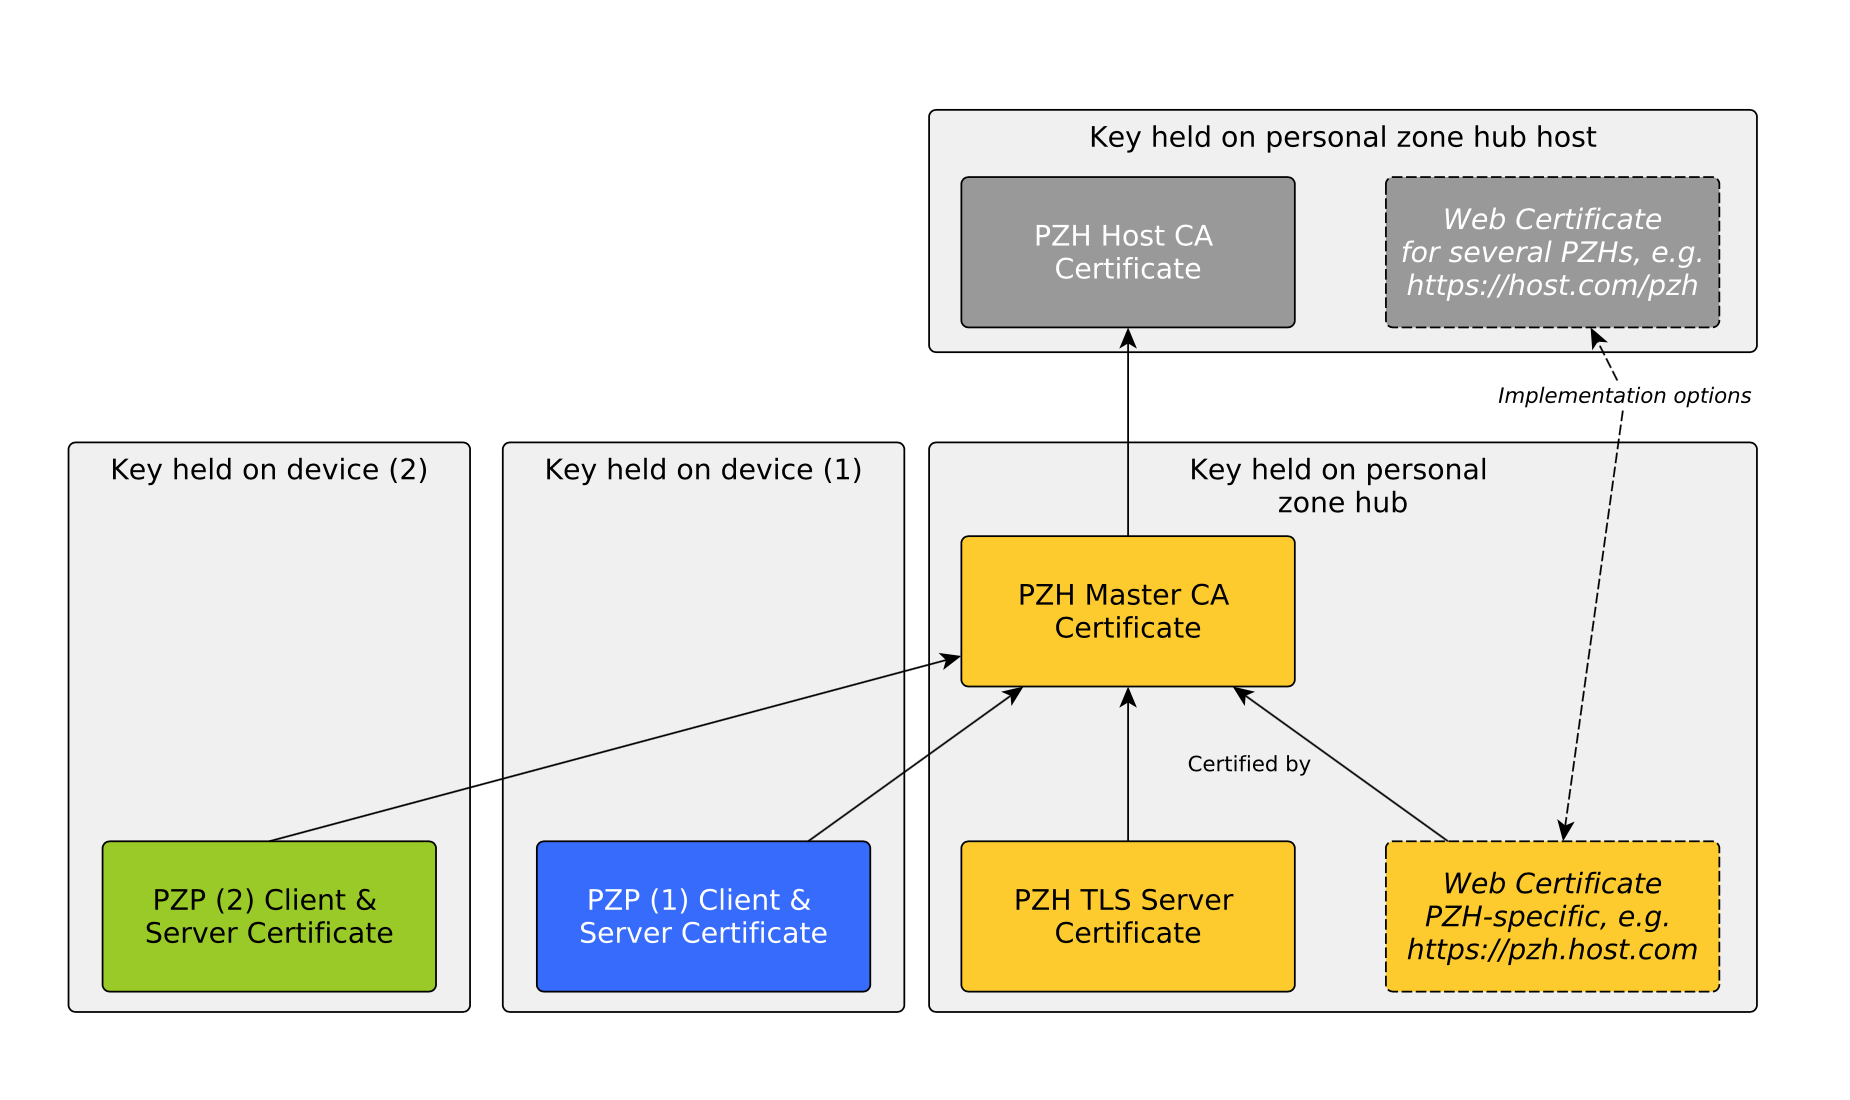 Key held on personal zone hub host
PZH Host CA
Certificate
Web Certificate
for several PZHs, e.g.
https://host.com/pzh
Implementation options
Key held on device (2)
Key held on device (1)
Key held on personal
zone hub
PZH Master CA
Certificate
Certified by
PZP (2) Client &
Server Certificate
PZP (1) Client &
Server Certificate
PZH TLS Server
Certificate
Web Certificate
PZH-specific, e.g.
https://pzh.host.com